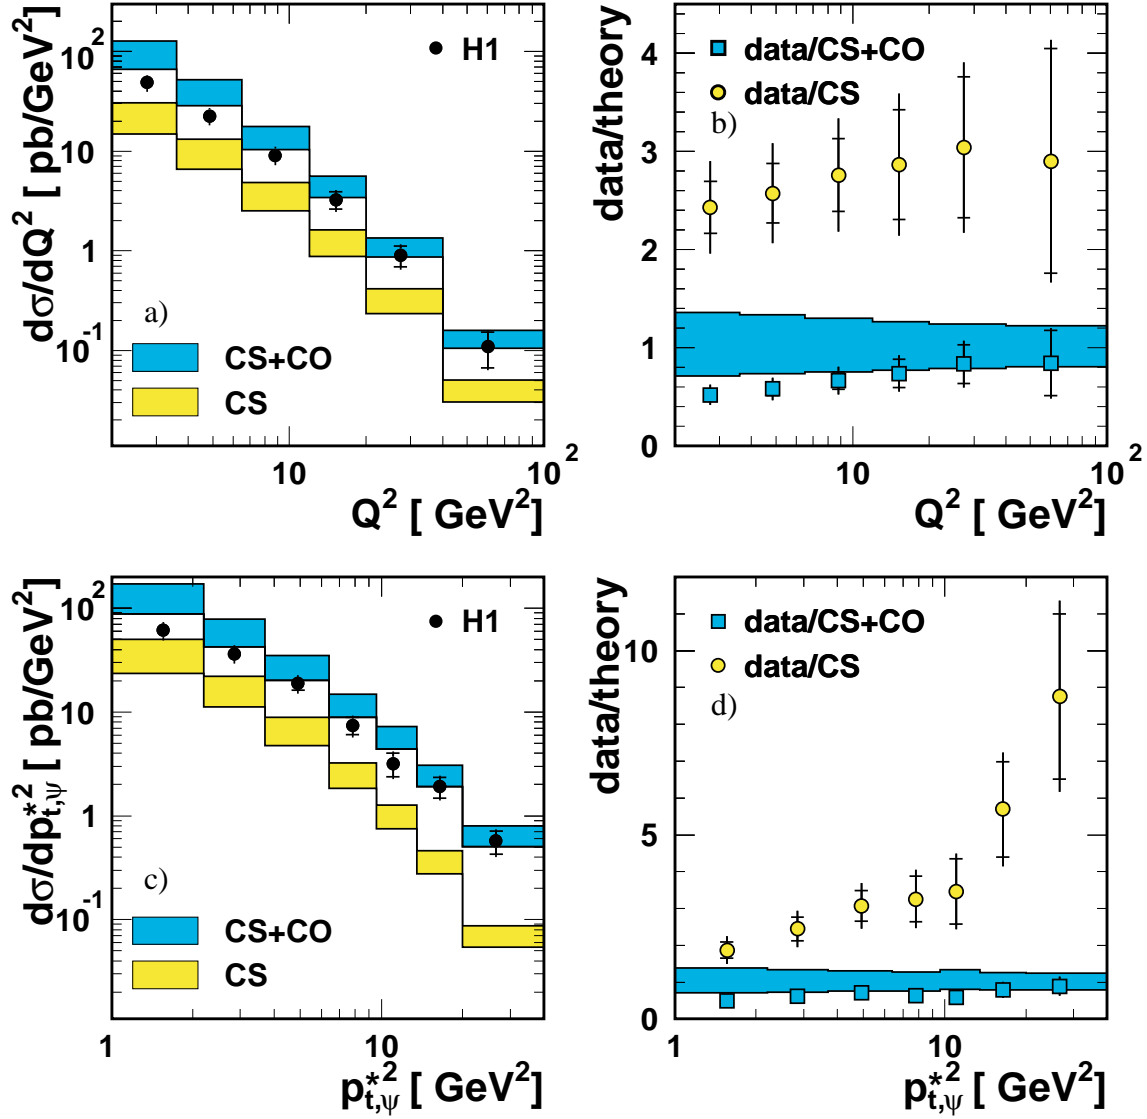 dσ/dQ² [ pb/GeV²]
10²
10
1
10⁻¹
H1
a)
CS+CO
CS
10
10²
Q² [ GeV²]
data/theory
4
3
2
1
0
data/CS+CO
data/CS
b)
10
10²
Q² [ GeV²]
dσ/dp*²t,ψ [ pb/GeV²]
10²
10
1
10⁻¹
H1
c)
CS+CO
CS
1
10
p*²t,ψ [ GeV²]
data/theory
10
5
0
data/CS+CO
data/CS
d)
1
10
p*²t,ψ [ GeV²]